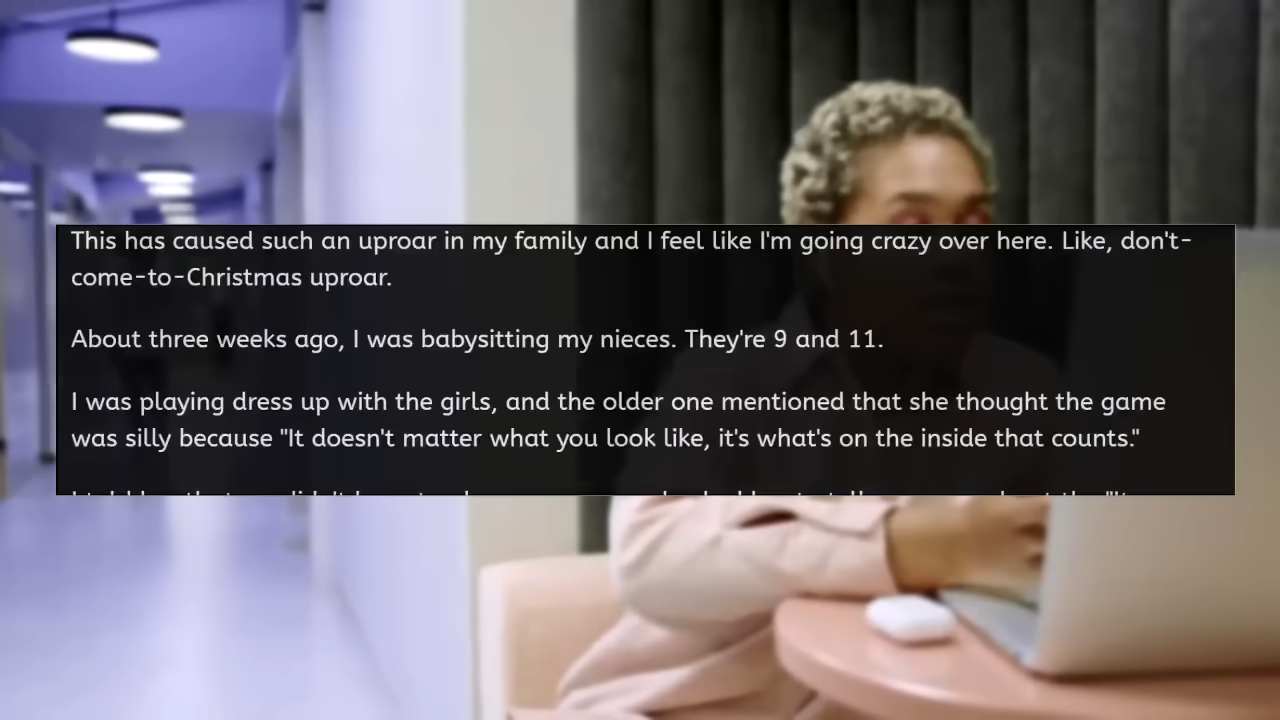 This has caused such an uproar in my family and I feel like I'm going crazy over here. Like, don't-
come-to-Christmas uproar.
About three weeks ago, I was babysitting my nieces. They're 9 and 11.
I was playing dress up with the girls, and the older one mentioned that she thought the game
was silly because "It doesn't matter what you look like, it's what's on the inside that counts."